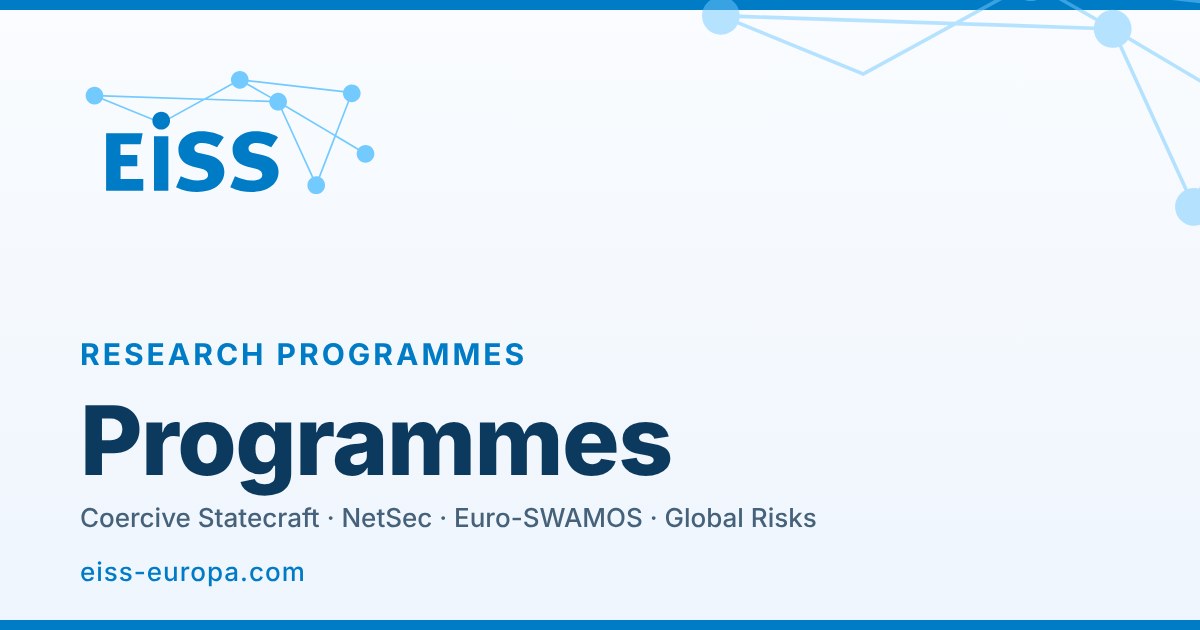 EiSS
RESEARCH PROGRAMMES
Programmes
Coercive Statecraft · NetSec · Euro-SWAMOS · Global Risks
eiss-europa.com